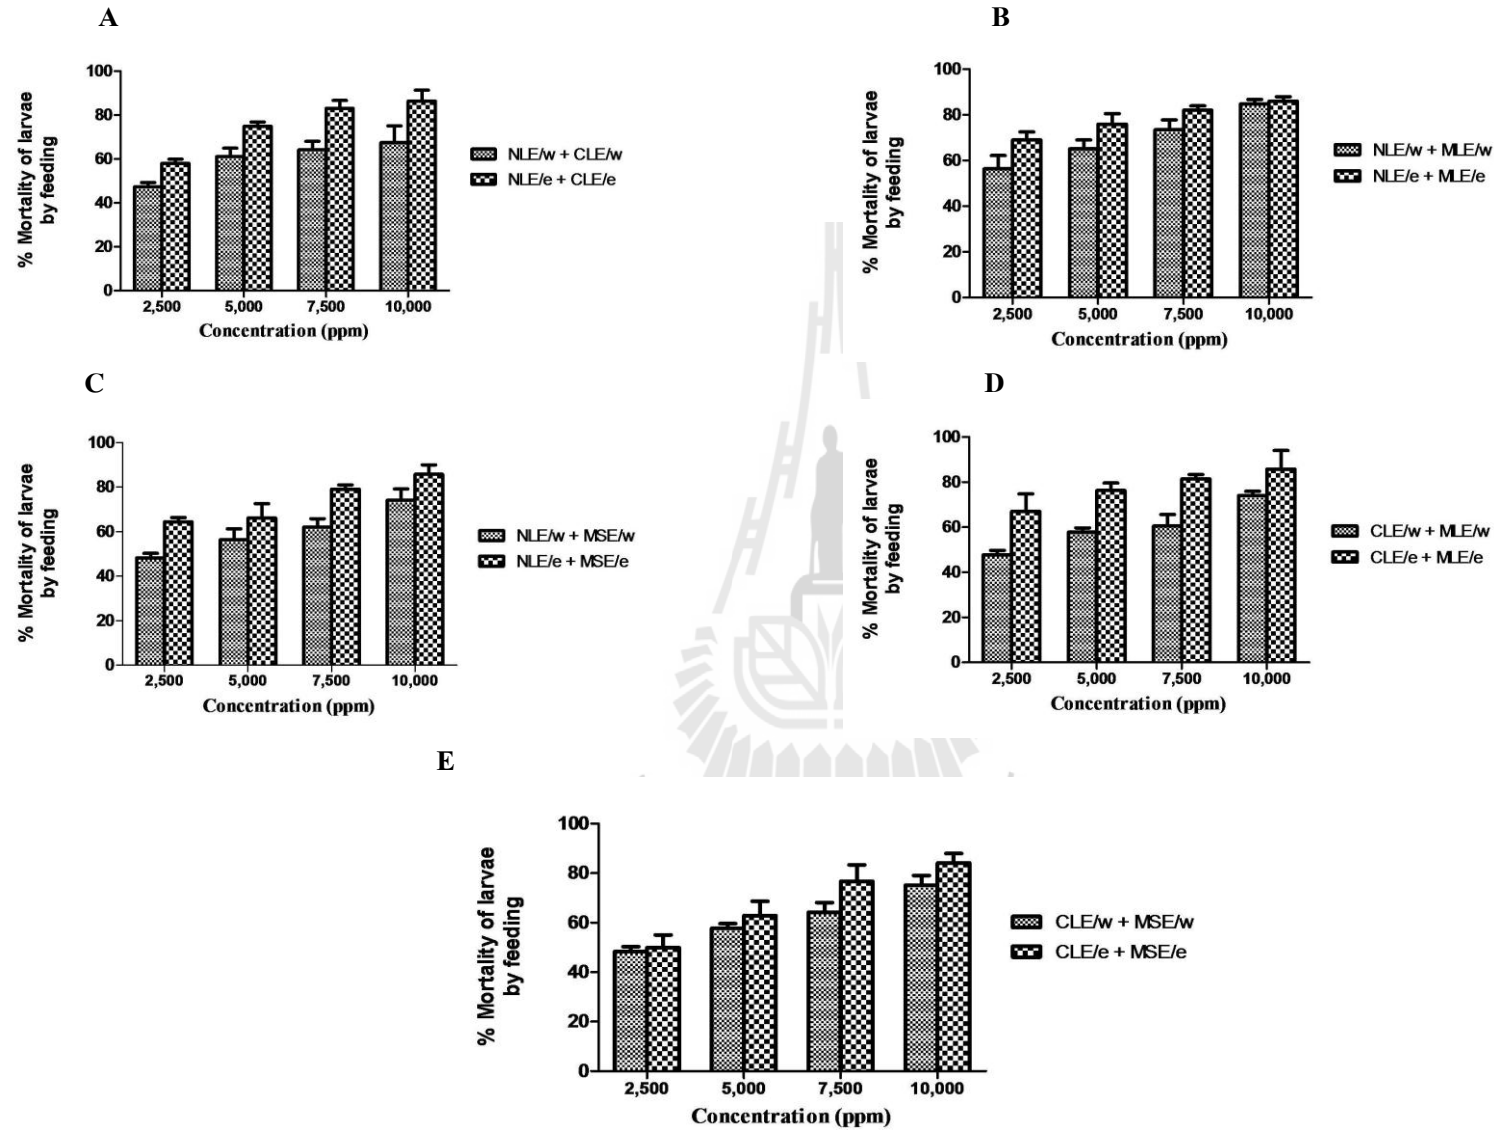 A
100
80
60
40
20
0
% Mortality of larvae
by feeding
2,500 5,000 7,500 10,000
Concentration (ppm)
NLE/w + CLE/w
NLE/e + CLE/e
B
100
80
60
40
20
0
% Mortality of larvae
by feeding
2,500 5,000 7,500 10,000
Concentration (ppm)
NLE/w + MLE/w
NLE/e + MLE/e
C
100
80
60
40
20
0
% Mortality of larvae
by feeding
2,500 5,000 7,500 10,000
Concentration (ppm)
NLE/w + MSE/w
NLE/e + MSE/e
D
100
80
60
40
20
0
% Mortality of larvae
by feeding
2,500 5,000 7,500 10,000
Concentration (ppm)
CLE/w + MLE/w
CLE/e + MLE/e
E
100
80
60
40
20
0
% Mortality of larvae
by feeding
2,500 5,000 7,500 10,000
Concentration (ppm)
CLE/w + MSE/w
CLE/e + MSE/e